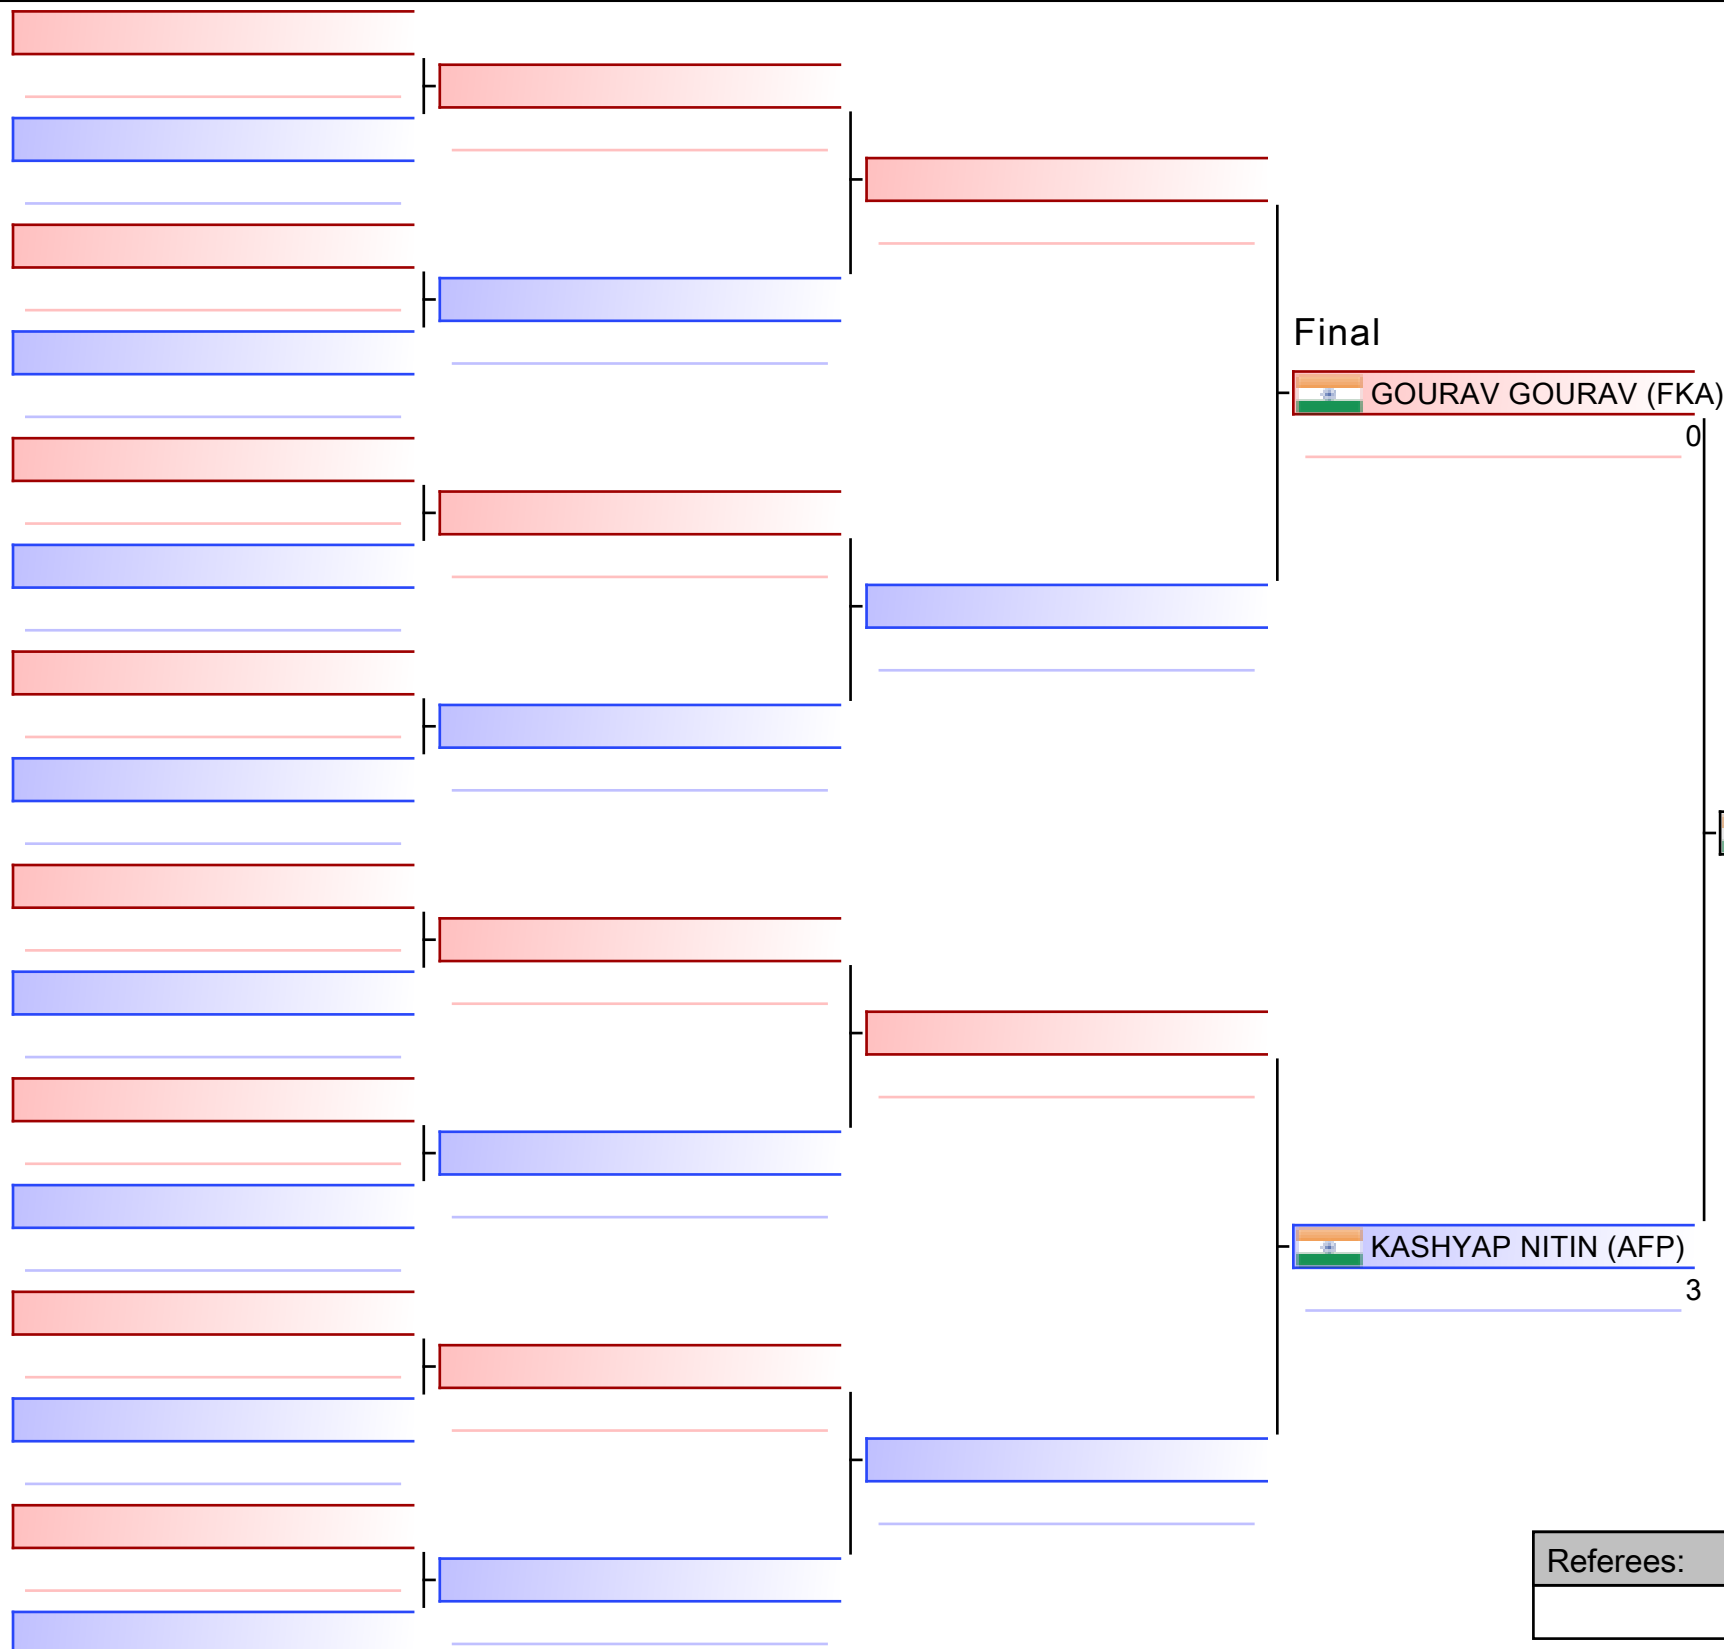 Final
GOURAV GOURAV (FKA)
0
KASHYAP NITIN (AFP)
3
Referees: